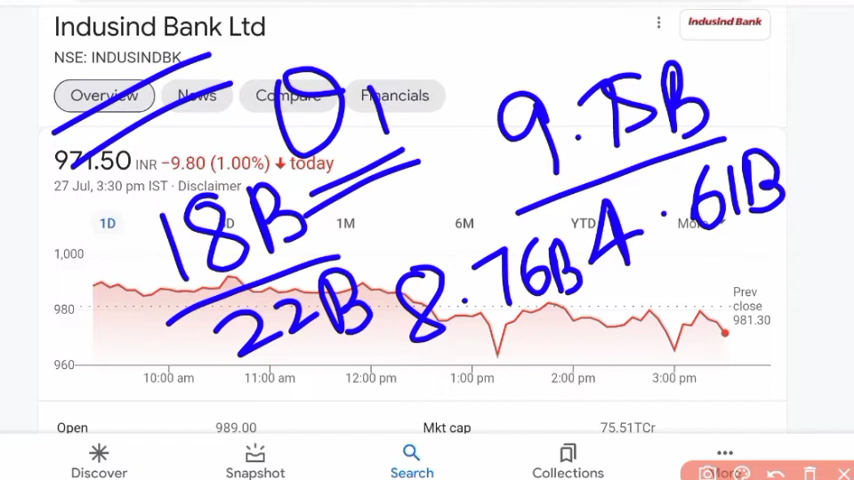 Indusind Bank Ltd
Indusind Bank
NSE: INDUSINDBK
Overview News Compare Financials
Q1
9.75B
971.50 INR −9.80 (1.00%) ↓ today
27 Jul, 3:30 pm IST · Disclaimer
18B
4.61B
1D 1M 6M YTD
22B
8.76B
1,000
980
960
Prev
close
981.30
10:00 am 11:00 am 12:00 pm 1:00 pm 2:00 pm 3:00 pm
Open 989.00 Mkt cap 75.51TCr
Discover Snapshot Search Collections More